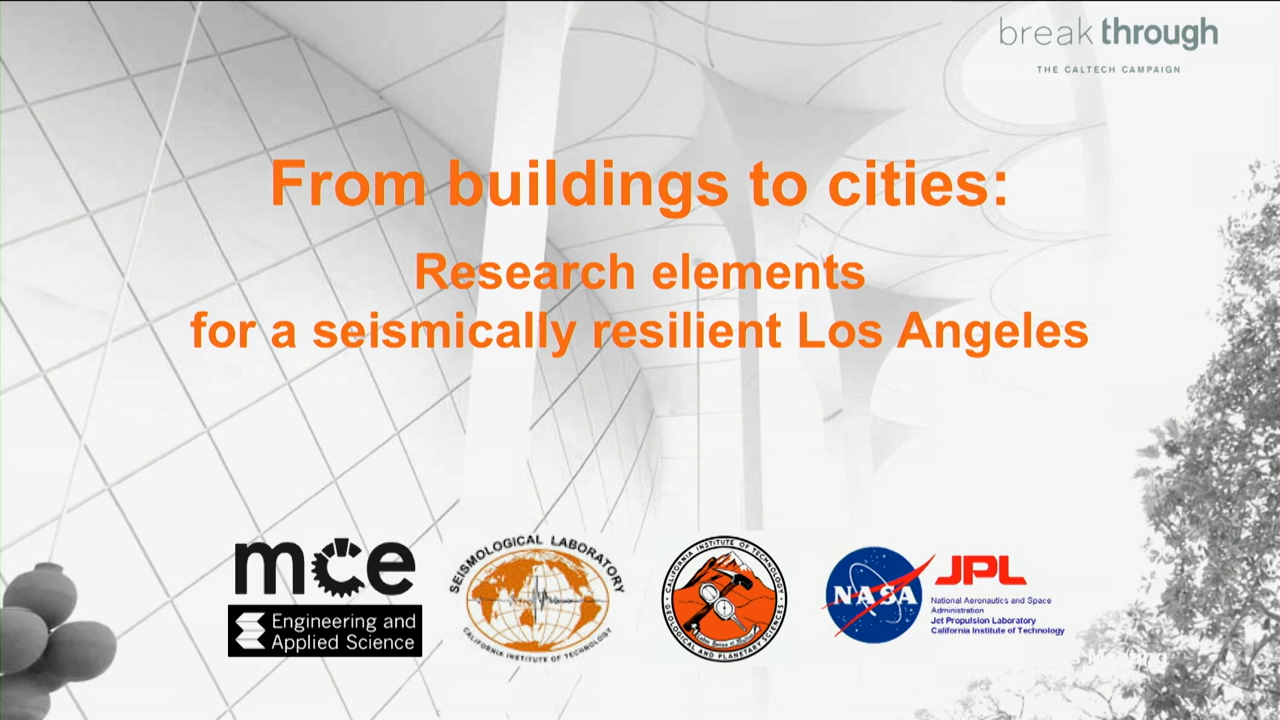 break through
THE CALTECH CAMPAIGN
From buildings to cities:
Research elements
for a seismically resilient Los Angeles
mce
Engineering and
Applied Science
SEISMOLOGICAL LABORATORY
CALIFORNIA INSTITUTE OF TECHNOLOGY
CALIFORNIA INSTITUTE OF TECHNOLOGY
GEOLOGICAL AND PLANETARY SCIENCES
NASA
JPL
National Aeronautics and Space
Administration
Jet Propulsion Laboratory
California Institute of Technology